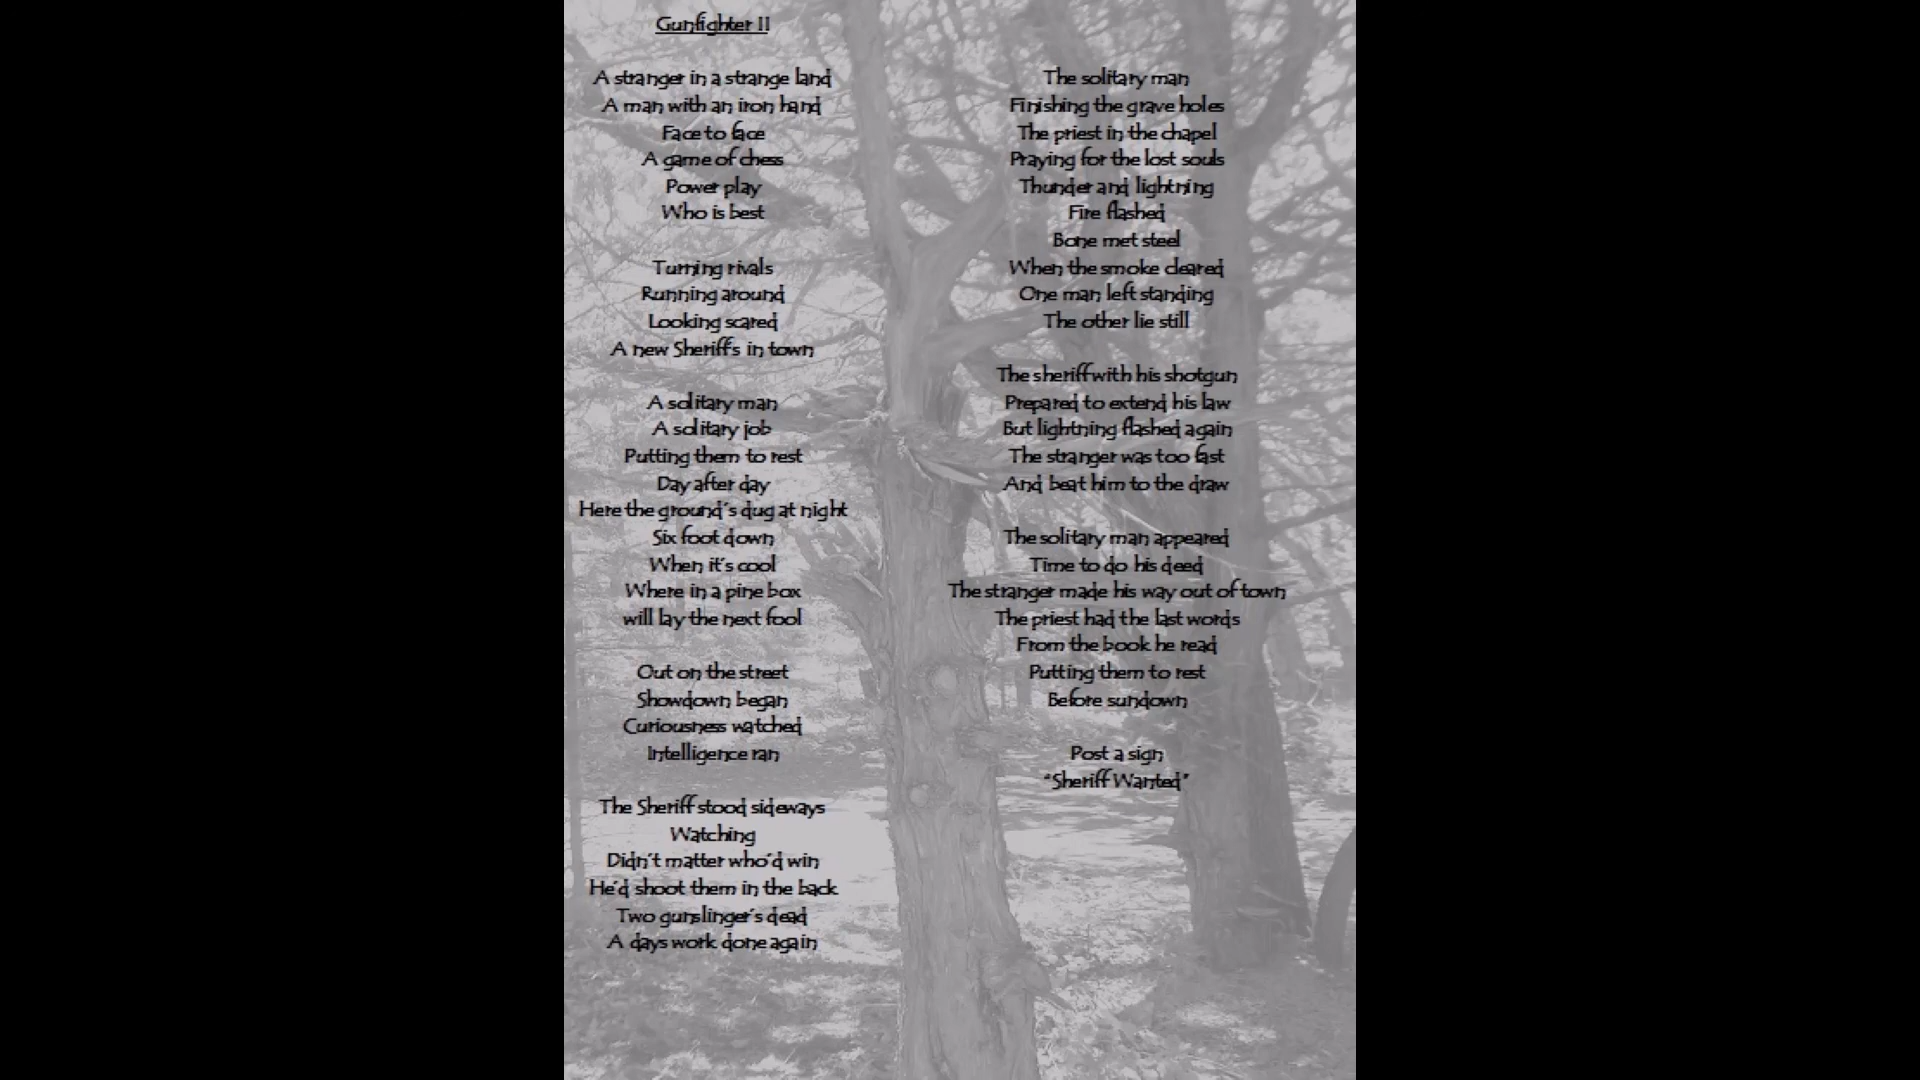 Gunfighter II
A stranger in a strange land
A man with an iron hand
Face to face
A game of chess
Power play
Who is best
Turning rivals
Running around
Looking scared
A new Sheriff's in town
A solitary man
A solitary job
Putting them to rest
Day after day
Here the ground's dug at night
Six foot down
When it's cool
Where in a pine box
will lay the next fool
Out on the street
Showdown began
Curiousness watched
Intelligence ran
The Sheriff stood sideways
Watching
Didn't matter who'd win
He'd shoot them in the back
Two gunslinger's dead
A days work done again
The solitary man
Finishing the grave holes
The priest in the chapel
Praying for the lost souls
Thunder and lightning
Fire flashed
Bone met steel
When the smoke cleared
One man left standing
The other lie still
The sheriff with his shotgun
Prepared to extend his law
But lightning flashed again
The stranger was too fast
And beat him to the draw
The solitary man appeared
Time to do his deed
The stranger made his way out of town
The priest had the last words
From the book he read
Putting them to rest
Before sundown
Post a sign
"Sheriff Wanted"